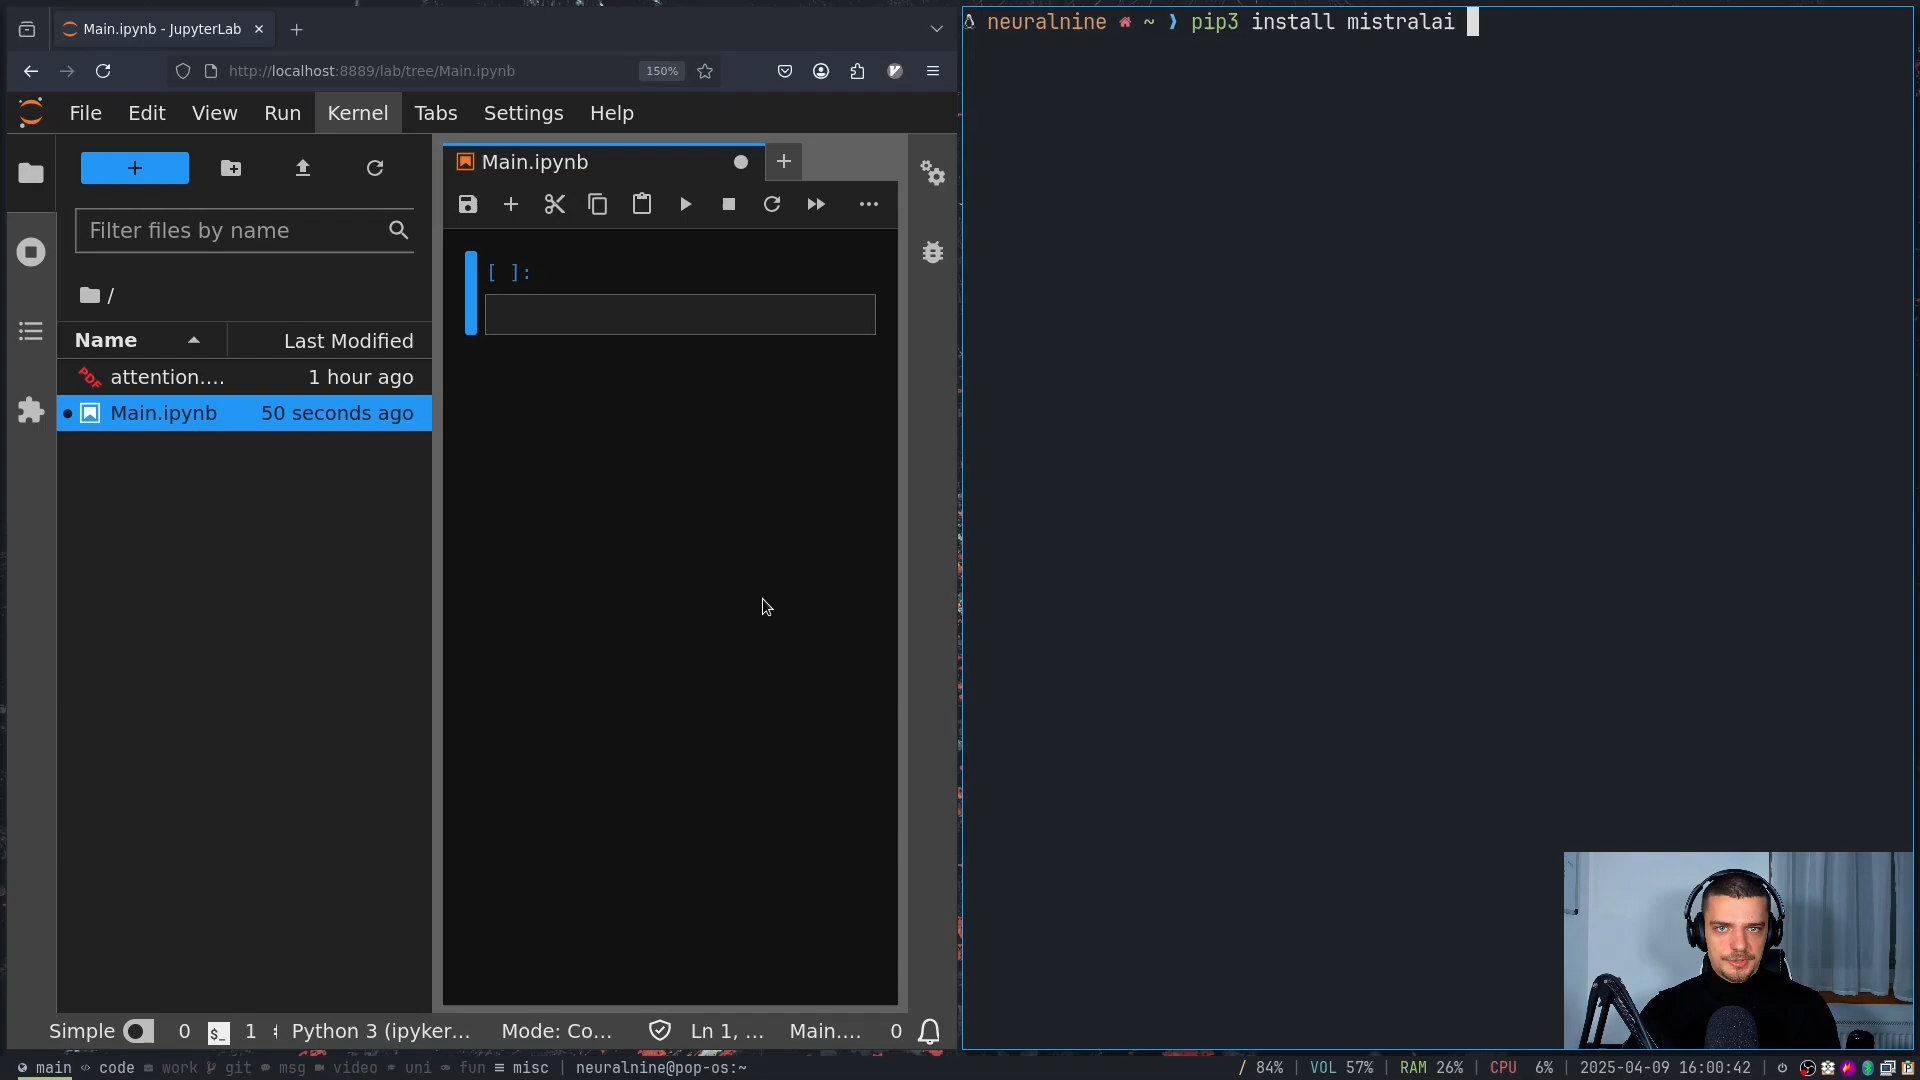 Main.ipynb - JupyterLab
http://localhost:8889/lab/tree/Main.ipynb
150%
File Edit View Run Kernel Tabs Settings Help
Filter files by name
/
Name Last Modified
attention.... 1 hour ago
Main.ipynb 50 seconds ago
Main.ipynb
[ ]:
Simple 0 $_ 1 Python 3 (ipyker... Mode: Co... Ln 1, ... Main.... 0
neuralnine ~ ❱ pip3 install mistralai
main code work git msg video uni fun misc | neuralnine@pop-os:~
/ 84% | VOL 57% | RAM 26% | CPU 6% | 2025-04-09 16:00:42 |